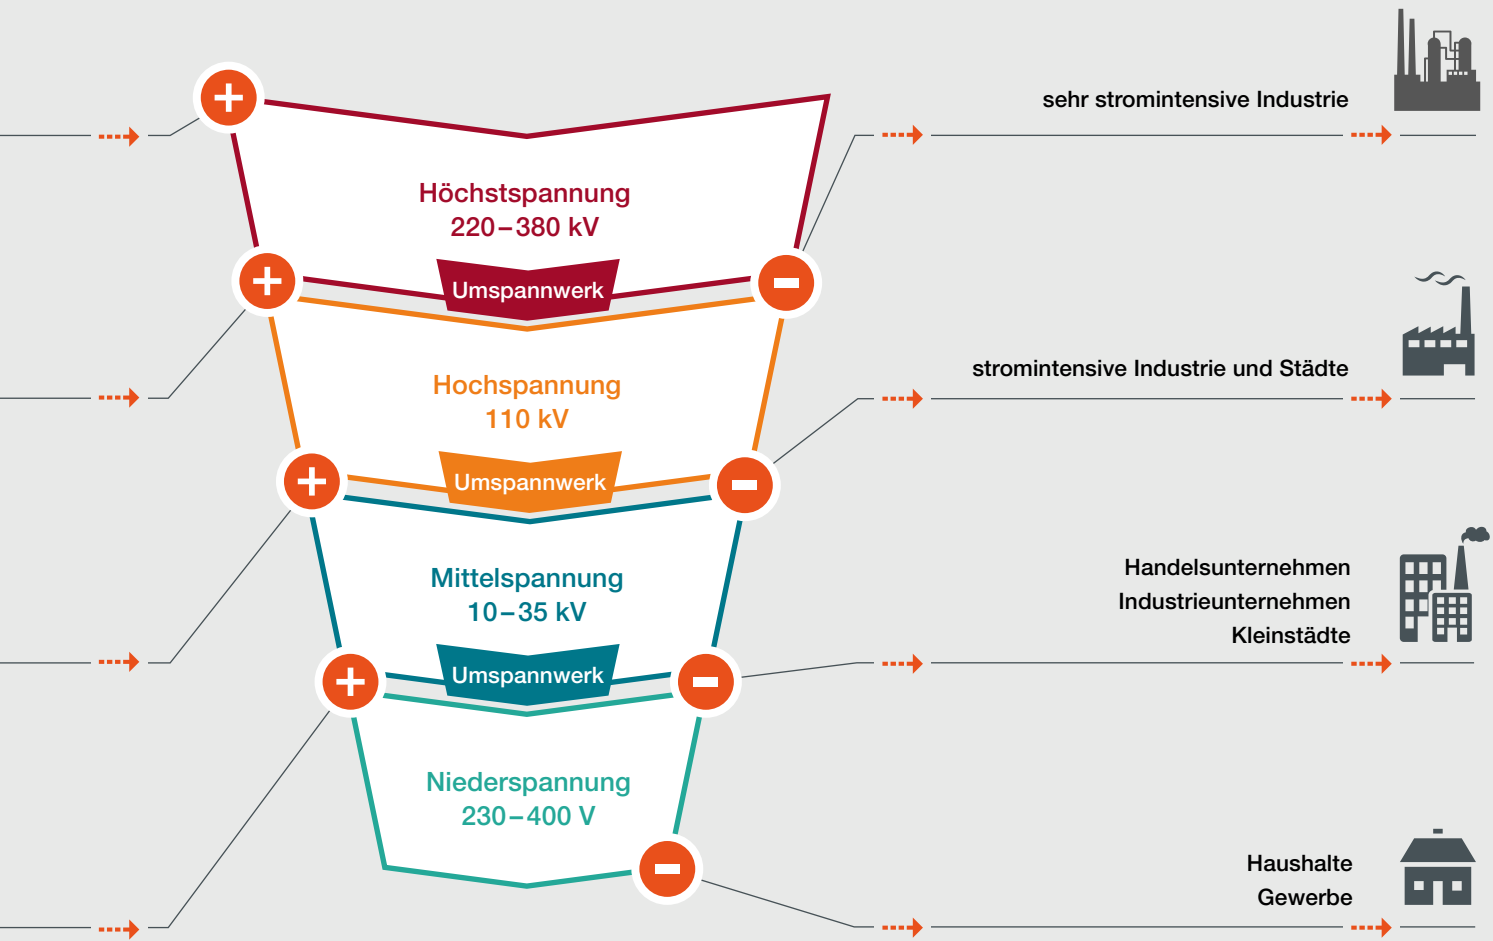 sehr stromintensive Industrie
Höchstspannung
220–380 kV
Umspannwerk
stromintensive Industrie und Städte
Hochspannung
110 kV
Umspannwerk
Handelsunternehmen
Industrieunternehmen
Kleinstädte
Mittelspannung
10–35 kV
Umspannwerk
Niederspannung
230–400 V
Haushalte
Gewerbe